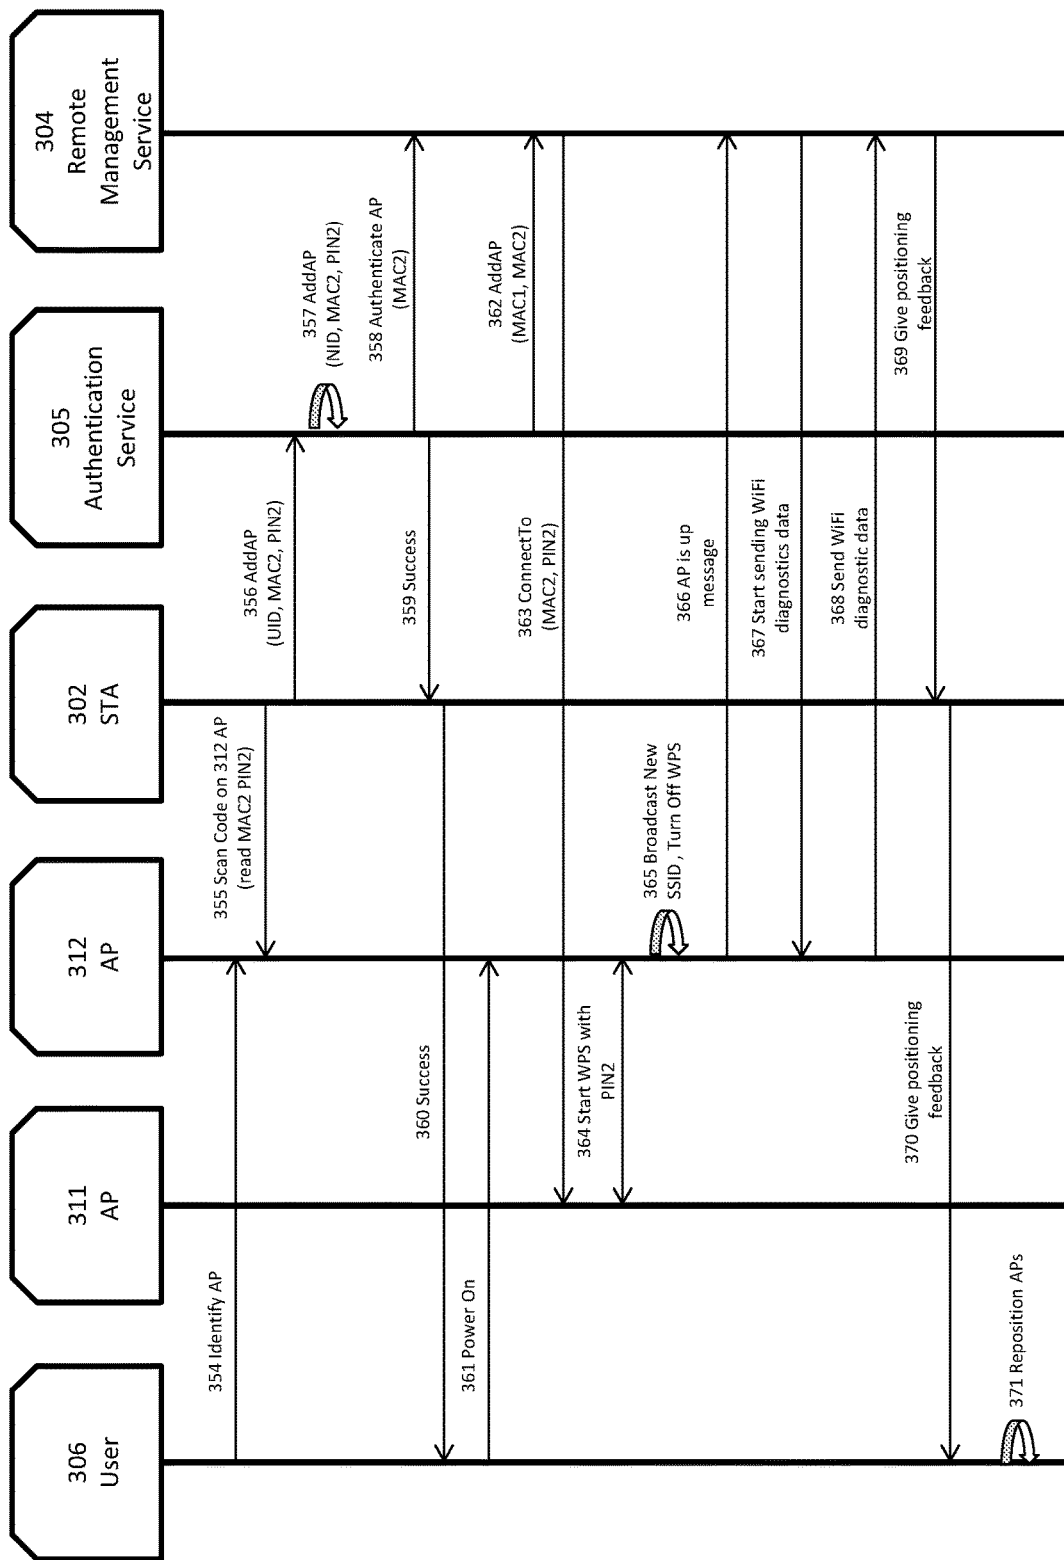 306
User
311
AP
312
AP
302
STA
305
Authentication
Service
304
Remote
Management
Service
354 Identify AP
355 Scan Code on 312 AP
(read MAC2 PIN2)
356 AddAP
(UID, MAC2, PIN2)
357 AddAP
(NID, MAC2, PIN2)
358 Authenticate AP
(MAC2)
359 Success
360 Success
361 Power On
362 AddAP
(MAC1, MAC2)
363 ConnectTo
(MAC2, PIN2)
364 Start WPS with
PIN2
365 Broadcast New
SSID , Turn Off WPS
366 AP is up
message
367 Start sending WiFi
diagnostics data
368 Send WiFi
diagnostic data
369 Give positioning
feedback
370 Give positioning
feedback
371 Reposition APs